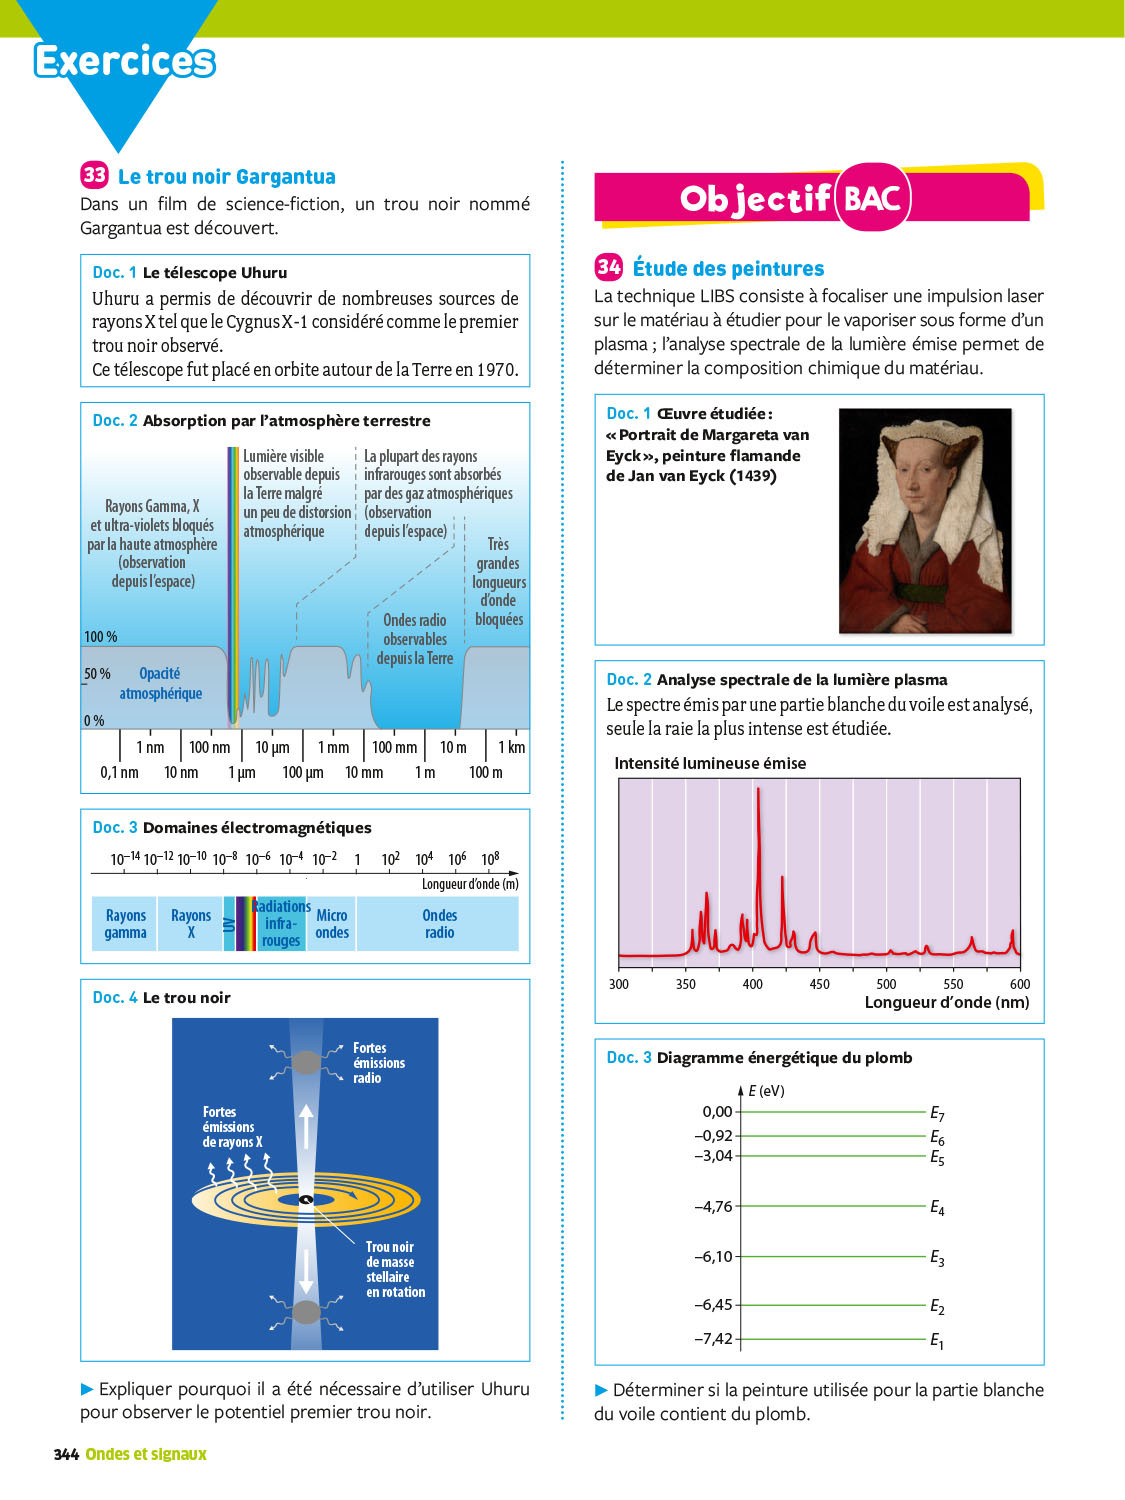 Exercices
33 Le trou noir Gargantua
Dans un film de science-fiction, un trou noir nommé
Gargantua est découvert.
Doc. 1 Le télescope Uhuru
Uhuru a permis de découvrir de nombreuses sources de
rayons X tel que le Cygnus X-1 considéré comme le premier
trou noir observé.
Ce télescope fut placé en orbite autour de la Terre en 1970.
Doc. 2 Absorption par l'atmosphère terrestre
Rayons Gamma, X
et ultra-violets bloqués
par la haute atmosphère
(observation
depuis l'espace)
Lumière visible
observable depuis
la Terre malgré
un peu de distorsion
atmosphérique
La plupart des rayons
infrarouges sont absorbés
par des gaz atmosphériques
(observation
depuis l'espace)
Très
grandes
longueurs
d'onde
bloquées
Ondes radio
observables
depuis la Terre
100 %
50 %
0 %
Opacité
atmosphérique
1 nm 100 nm 10 µm 1 mm 100 mm 10 m 1 km
0,1 nm 10 nm 1 µm 100 µm 10 mm 1 m 100 m
Doc. 3 Domaines électromagnétiques
10⁻¹⁴ 10⁻¹² 10⁻¹⁰ 10⁻⁸ 10⁻⁶ 10⁻⁴ 10⁻² 1 10² 10⁴ 10⁶ 10⁸
Longueur d'onde (m)
Rayons
gamma
Rayons
X
UV
Radiations
infra-
rouges
Micro
ondes
Ondes
radio
Doc. 4 Le trou noir
Fortes
émissions
radio
Fortes
émissions
de rayons X
Trou noir
de masse
stellaire
en rotation
► Expliquer pourquoi il a été nécessaire d'utiliser Uhuru
pour observer le potentiel premier trou noir.
Objectif BAC
34 Étude des peintures
La technique LIBS consiste à focaliser une impulsion laser
sur le matériau à étudier pour le vaporiser sous forme d'un
plasma ; l'analyse spectrale de la lumière émise permet de
déterminer la composition chimique du matériau.
Doc. 1 Œuvre étudiée :
« Portrait de Margareta van
Eyck », peinture flamande
de Jan van Eyck (1439)
Doc. 2 Analyse spectrale de la lumière plasma
Le spectre émis par une partie blanche du voile est analysé,
seule la raie la plus intense est étudiée.
Intensité lumineuse émise
300 350 400 450 500 550 600
Longueur d'onde (nm)
Doc. 3 Diagramme énergétique du plomb
E (eV)
0,00 E₇
–0,92 E₆
–3,04 E₅
–4,76 E₄
–6,10 E₃
–6,45 E₂
–7,42 E₁
► Déterminer si la peinture utilisée pour la partie blanche
du voile contient du plomb.
344 Ondes et signaux